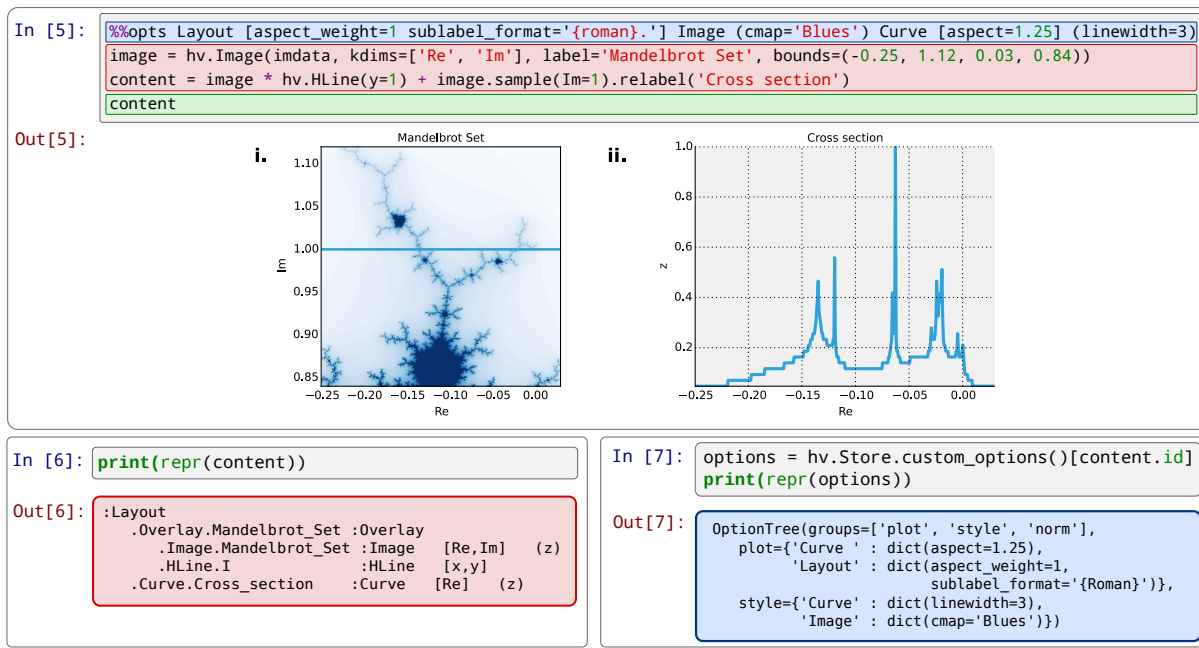 In [5]:
%%opts Layout [aspect_weight=1 sublabel_format='{roman}.'] Image (cmap='Blues') Curve [aspect=1.25] (linewidth=3)
image = hv.Image(imdata, kdims=['Re', 'Im'], label='Mandelbrot Set', bounds=(-0.25, 1.12, 0.03, 0.84))
content = image * hv.HLine(y=1) + image.sample(Im=1).relabel('Cross section')
content
Out[5]:
i.
Mandelbrot Set
1.10
1.05
1.00
0.95
0.90
0.85
Im
−0.25 −0.20 −0.15 −0.10 −0.05 0.00
Re
ii.
Cross section
1.0
0.8
0.6
0.4
0.2
z
−0.25 −0.20 −0.15 −0.10 −0.05 0.00
Re
In [6]:
print(repr(content))
Out[6]:
:Layout
   .Overlay.Mandelbrot_Set :Overlay
      .Image.Mandelbrot_Set :Image   [Re,Im]   (z)
      .HLine.I              :HLine   [x,y]
   .Curve.Cross_section    :Curve   [Re]   (z)
In [7]:
options = hv.Store.custom_options()[content.id]
print(repr(options))
Out[7]:
OptionTree(groups=['plot', 'style', 'norm'],
   plot={'Curve ' : dict(aspect=1.25),
         'Layout' : dict(aspect_weight=1,
                         sublabel_format='{Roman}')},
   style={'Curve' : dict(linewidth=3),
          'Image' : dict(cmap='Blues')})